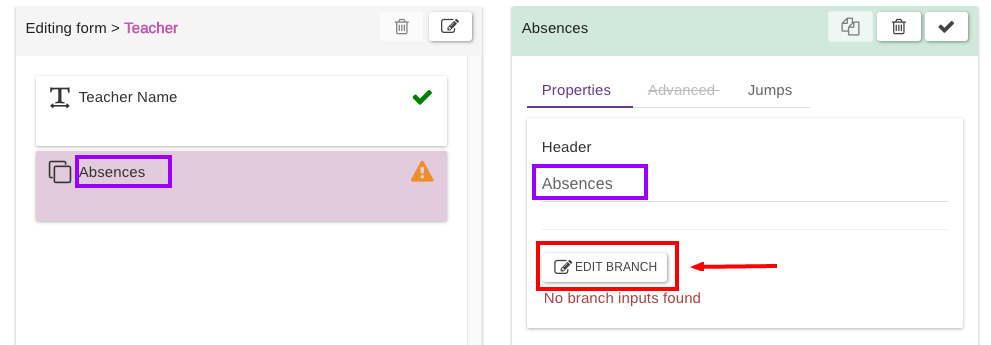 Editing form > Teacher
Teacher Name
Absences
Absences
Properties
Advanced
Jumps
Header
Absences
EDIT BRANCH
No branch inputs found